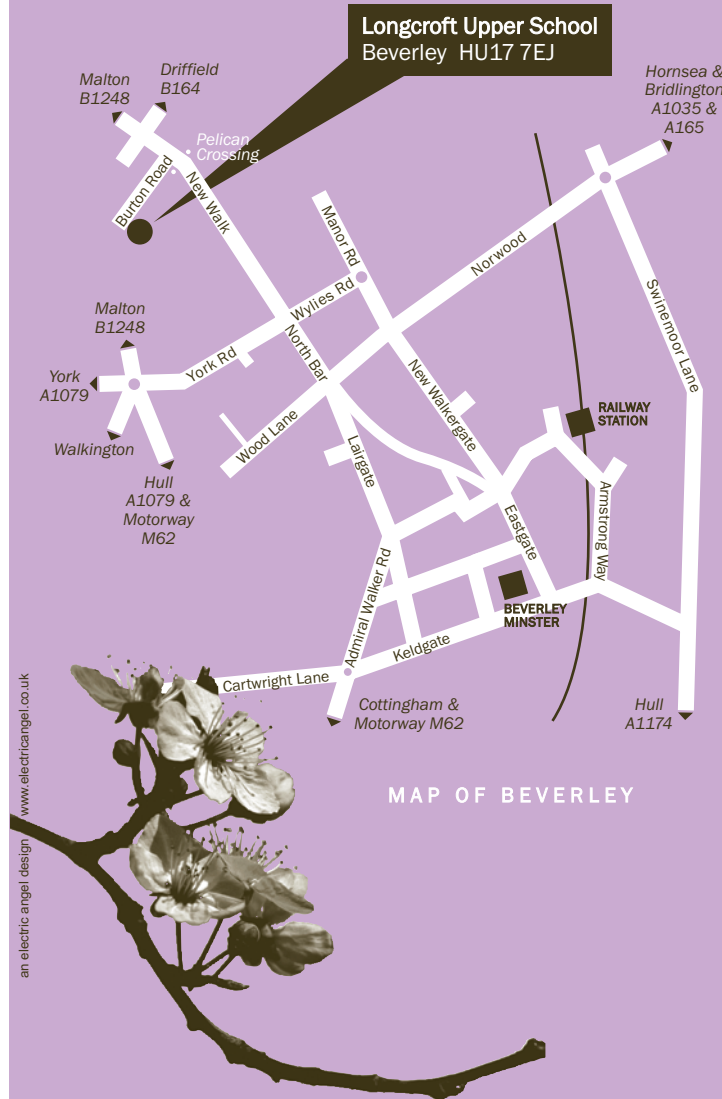 Longcroft Upper School
Beverley HU17 7EJ
Malton
B1248
Driffield
B164
Hornsea &
Bridlington
A1035 &
A165
Pelican
Crossing
Burton Road
New Walk
Manor Rd
Norwood
Wylies Rd
Swinemoor Lane
Malton
B1248
York Rd
North Bar
York
A1079
New Walkergate
RAILWAY
STATION
Wood Lane
Lairgate
Walkington
Hull
A1079 &
Motorway
M62
Eastgate
Armstrong Way
Admiral Walker Rd
BEVERLEY
MINSTER
Keldgate
Cartwright Lane
Cottingham &
Motorway M62
Hull
A1174
MAP OF BEVERLEY
an electric angel design www.electricangel.co.uk